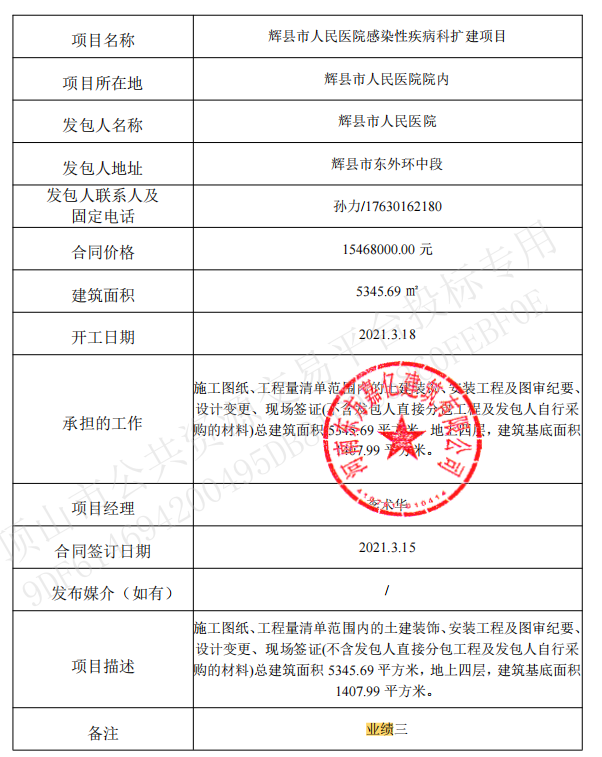 项目名称
辉县市人民医院感染性疾病科扩建项目
项目所在地
辉县市人民医院院内
发包人名称
辉县市人民医院
发包人地址
辉县市东外环中段
发包人联系人及
固定电话
孙力/17630162180
合同价格
15468000.00 元
建筑面积
5345.69 ㎡
开工日期
2021.3.18
承担的工作
施工图纸、工程量清单范围内的土建装饰、安装工程及图审纪要、
设计变更、现场签证(不含发包人直接分包工程及发包人自行采
购的材料)总建筑面积 5345.69 平方米，地上四层，建筑基底面积
1407.99 平方米。
项目经理
术华
合同签订日期
2021.3.15
发布媒介（如有）
/
项目描述
施工图纸、工程量清单范围内的土建装饰、安装工程及图审纪要、
设计变更、现场签证(不含发包人直接分包工程及发包人自行采
购的材料)总建筑面积 5345.69 平方米，地上四层，建筑基底面积
1407.99 平方米。
备注
业绩三